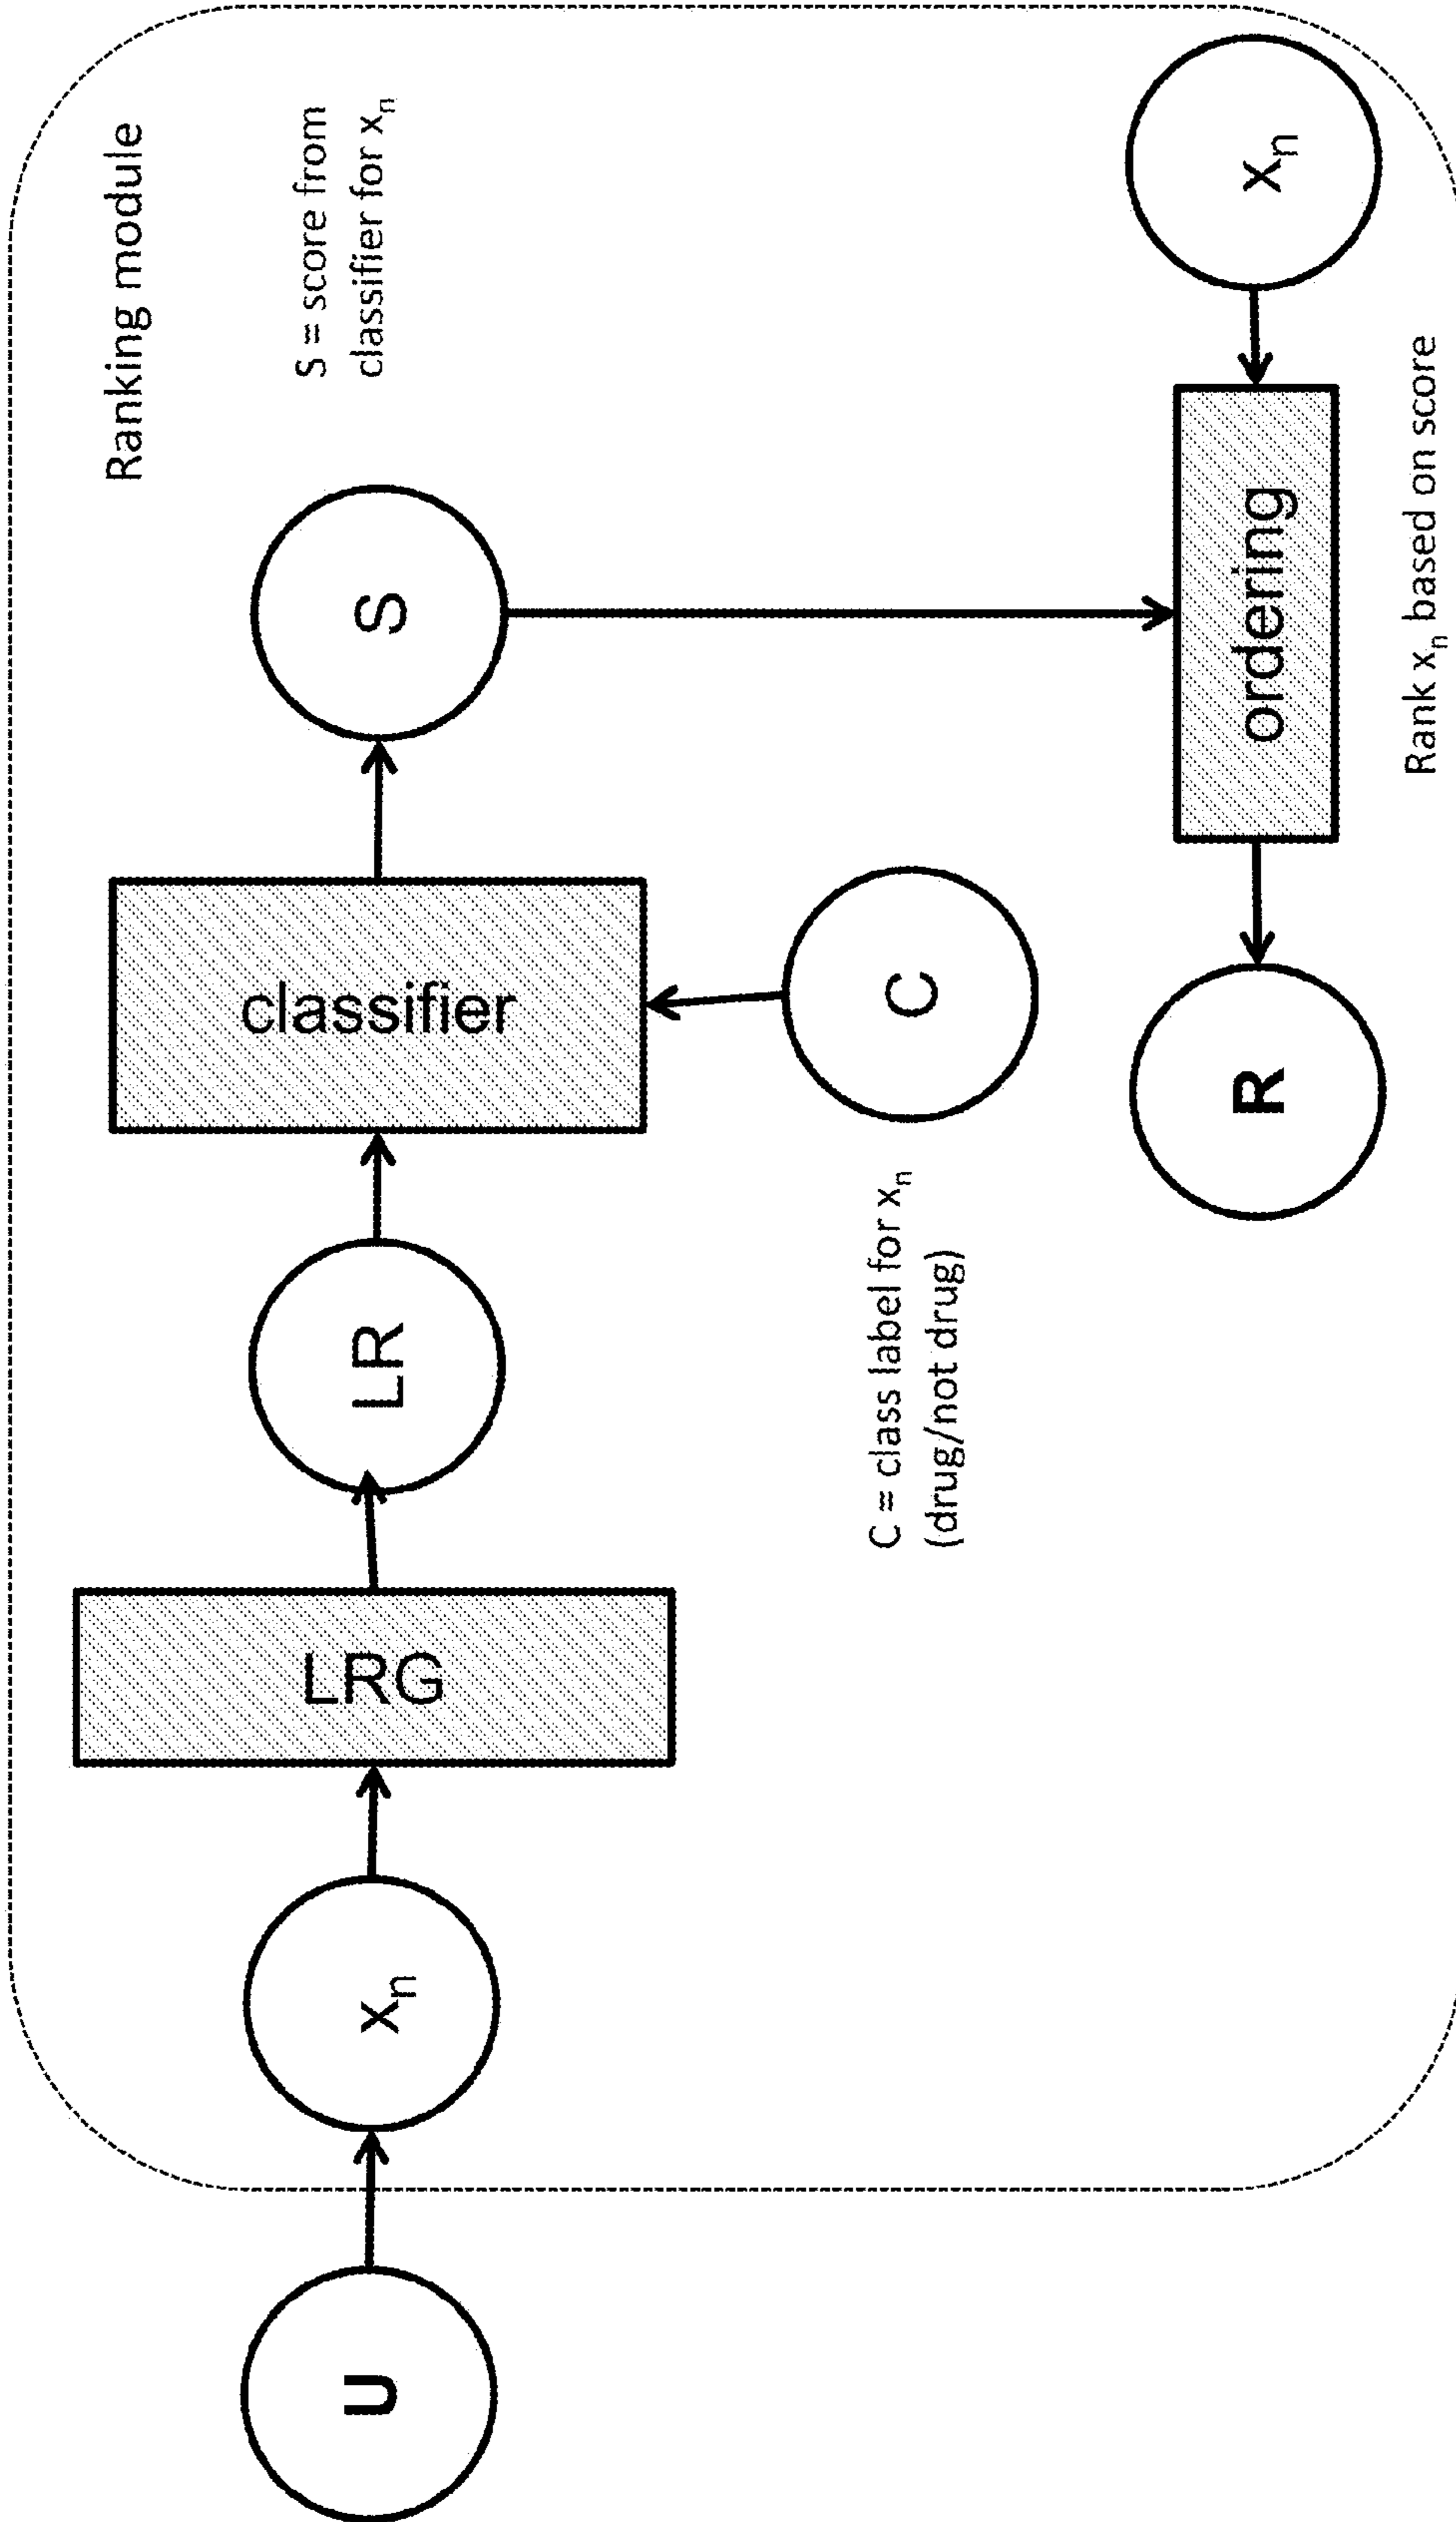 Ranking module
S = score from
classifier for xₙ
U
xₙ
LRG
LR
classifier
S
C = class label for xₙ
(drug/not drug)
C
R
ordering
xₙ
Rank xₙ based on score